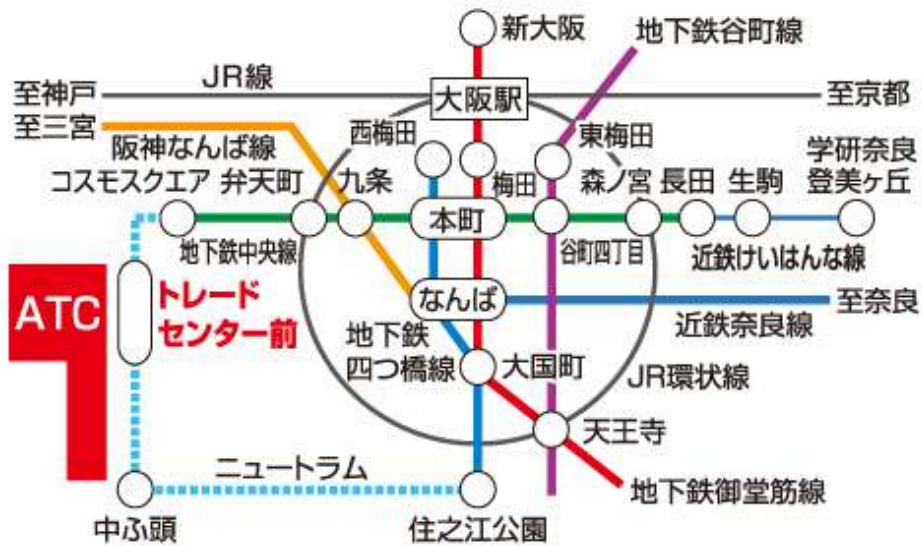 新大阪
地下鉄谷町線
JR線
至神戸
大阪駅
至京都
至三宮
西梅田
東梅田
阪神なんば線
学研奈良
登美ヶ丘
コスモスクエア
弁天町
九条
梅田
森ノ宮
長田
生駒
本町
地下鉄中央線
谷町四丁目
近鉄けいはんな線
ATC
トレード
センター前
なんば
至奈良
近鉄奈良線
地下鉄
四つ橋線
大国町
JR環状線
天王寺
ニュートラム
地下鉄御堂筋線
中ふ頭
住之江公園